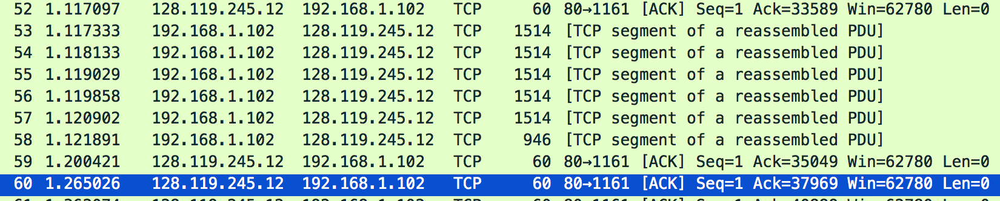 52 1.117097 128.119.245.12 192.168.1.102 TCP 60 80→1161 [ACK] Seq=1 Ack=33589 Win=62780 Len=0
53 1.117333 192.168.1.102 128.119.245.12 TCP 1514 [TCP segment of a reassembled PDU]
54 1.118133 192.168.1.102 128.119.245.12 TCP 1514 [TCP segment of a reassembled PDU]
55 1.119029 192.168.1.102 128.119.245.12 TCP 1514 [TCP segment of a reassembled PDU]
56 1.119858 192.168.1.102 128.119.245.12 TCP 1514 [TCP segment of a reassembled PDU]
57 1.120902 192.168.1.102 128.119.245.12 TCP 1514 [TCP segment of a reassembled PDU]
58 1.121891 192.168.1.102 128.119.245.12 TCP 946 [TCP segment of a reassembled PDU]
59 1.200421 128.119.245.12 192.168.1.102 TCP 60 80→1161 [ACK] Seq=1 Ack=35049 Win=62780 Len=0
60 1.265026 128.119.245.12 192.168.1.102 TCP 60 80→1161 [ACK] Seq=1 Ack=37969 Win=62780 Len=0